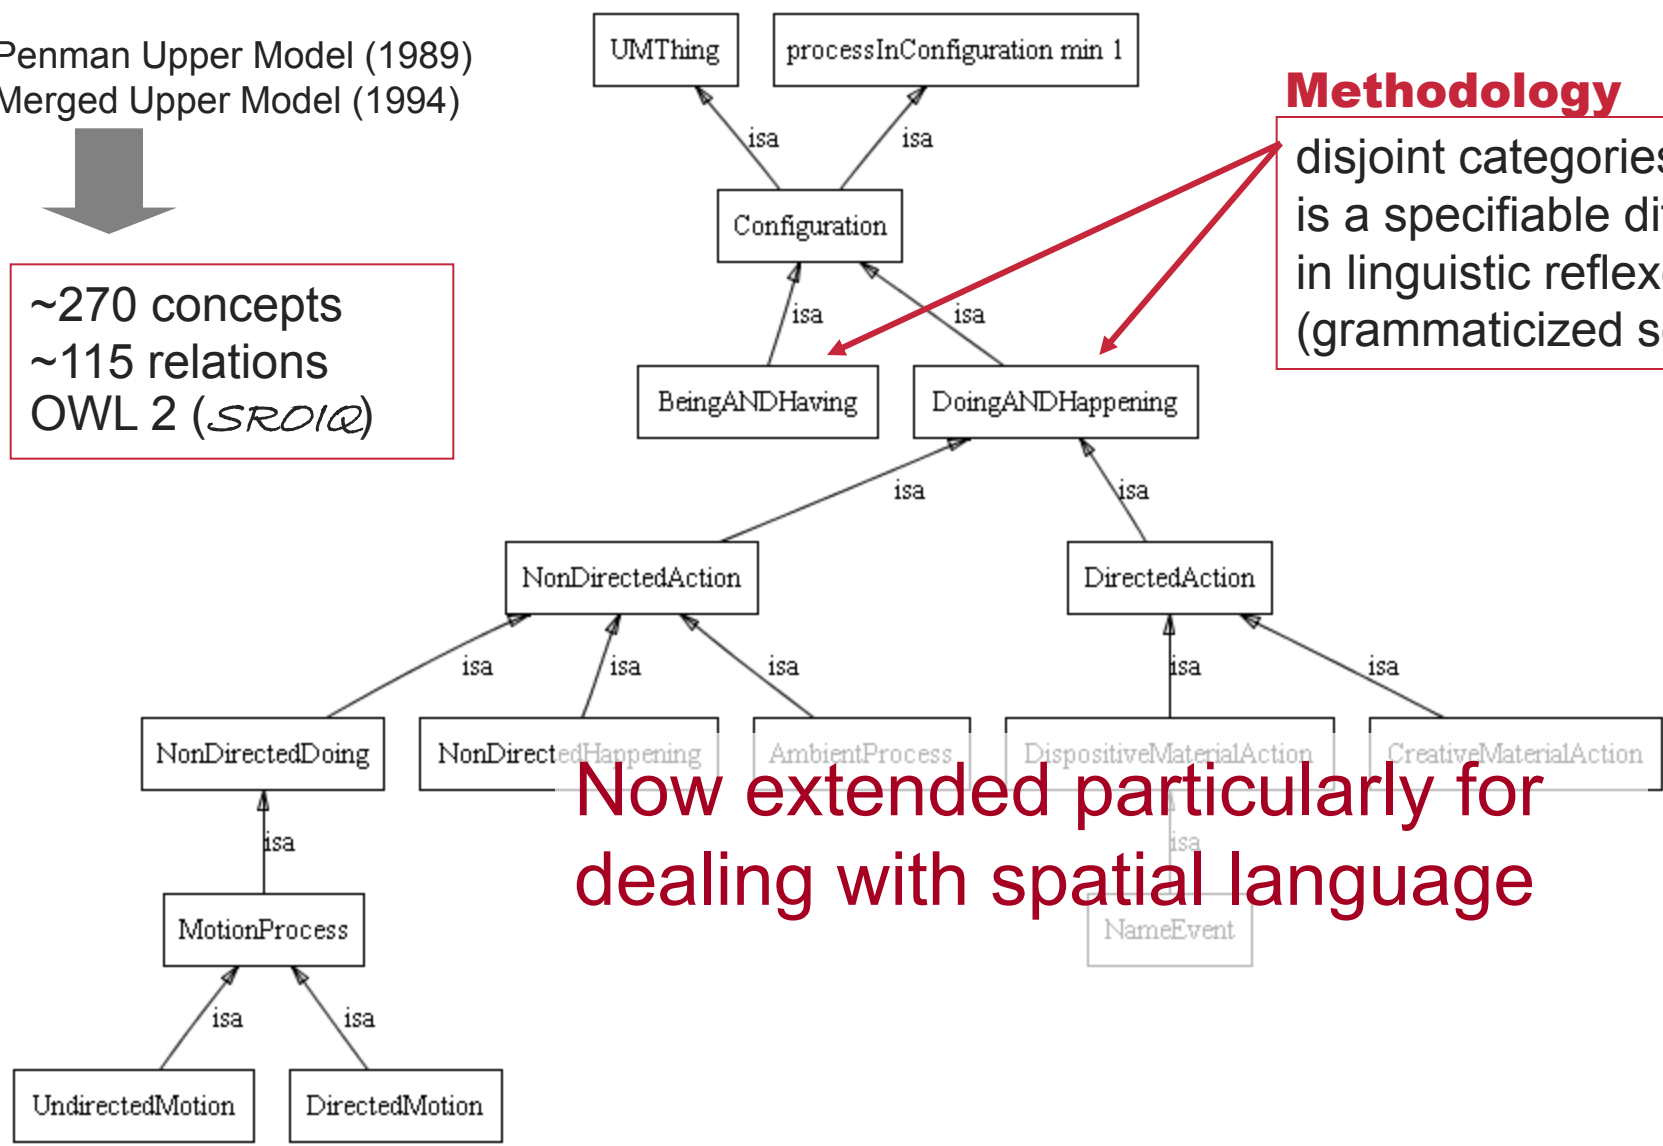 Penman Upper Model (1989)
Merged Upper Model (1994)
~270 concepts
~115 relations
OWL 2 (SROIQ)
UMThing
processInConfiguration min 1
isa
isa
Configuration
isa
isa
BeingANDHaving
DoingANDHappening
isa
isa
NonDirectedAction
DirectedAction
isa
isa
isa
isa
isa
NonDirectedDoing
NonDirectedHappening
AmbientProcess
DispositiveMaterialAction
CreativeMaterialAction
isa
isa
MotionProcess
NameEvent
isa
isa
UndirectedMotion
DirectedMotion
Methodology
disjoint categories
is a specifiable
in linguistic
(grammaticized
Now extended particularly for
dealing with spatial language